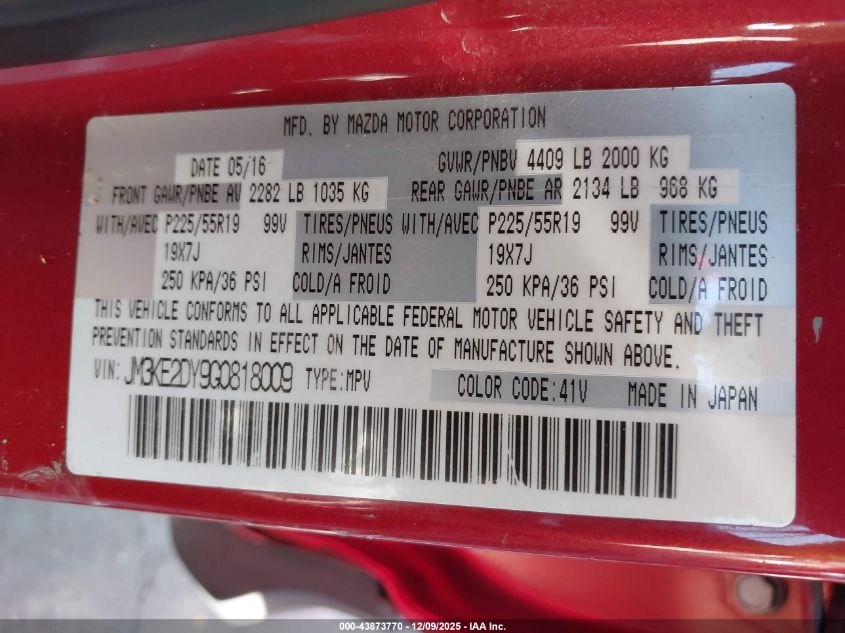 MFD. BY MAZDA MOTOR CORPORATION
DATE 05/16 GVWR/PNBV 4409 LB 2000 KG
FRONT GAWR/PNBE AV 2282 LB 1035 KG REAR GAWR/PNBE AR 2134 LB 968 KG
WITH/AVEC P225/55R19 99V TIRES/PNEUS WITH/AVEC P225/55R19 99V TIRES/PNEUS
19X7J RIMS/JANTES 19X7J RIMS/JANTES
250 KPA/36 PSI COLD/A FROID 250 KPA/36 PSI COLD/A FROID
THIS VEHICLE CONFORMS TO ALL APPLICABLE FEDERAL MOTOR VEHICLE SAFETY AND THEFT
PREVENTION STANDARDS IN EFFECT ON THE DATE OF MANUFACTURE SHOWN ABOVE.
VIN: JM3KE2DY9G0818009 TYPE:MPV COLOR CODE:41V MADE IN JAPAN
000-43873770 - 12/09/2025 - IAA Inc.